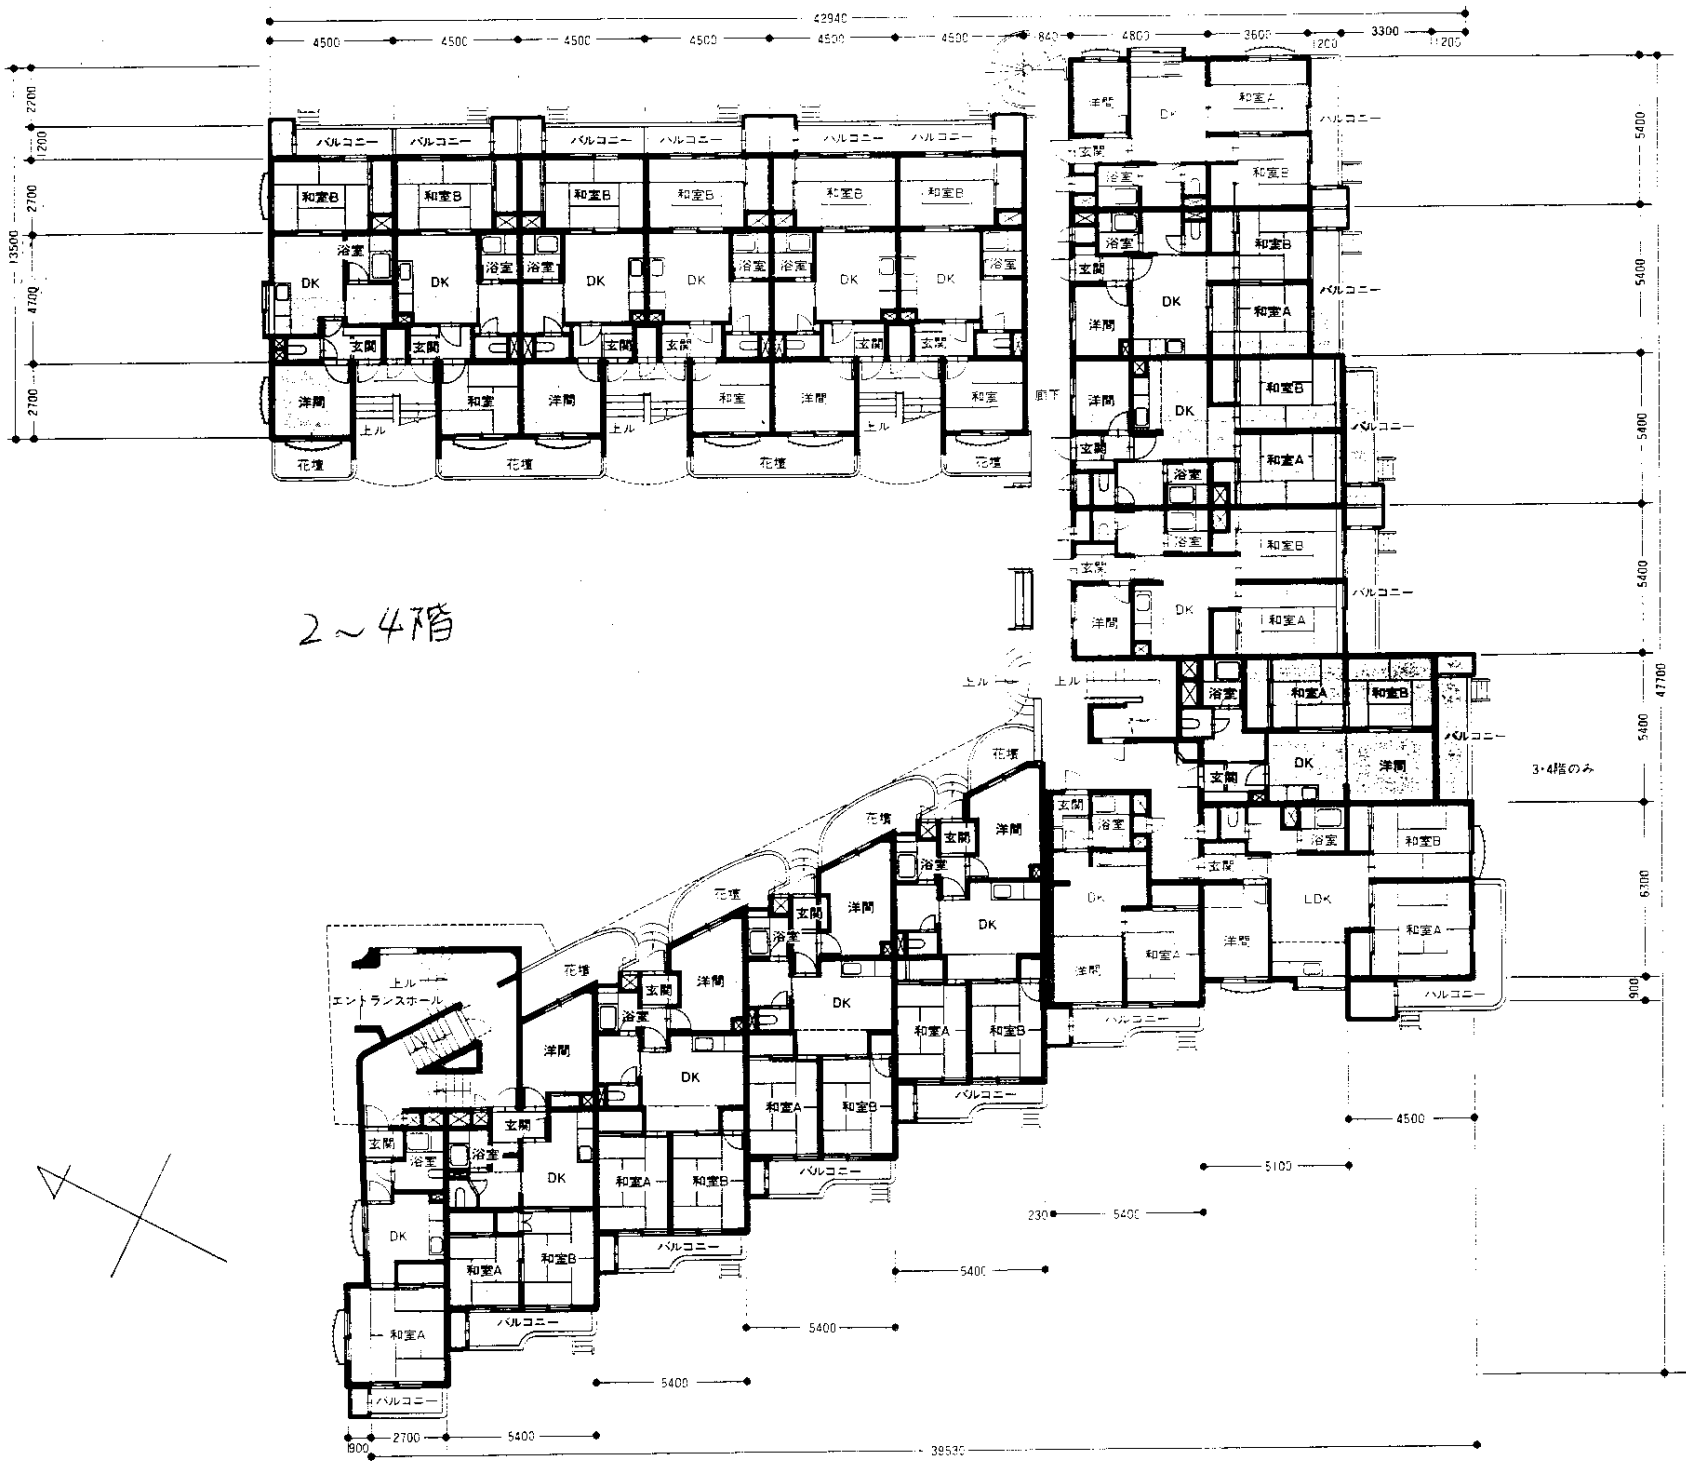 42940
4500 4500 4500 4500 4500 4500 840 4800 3600 1200 3300 1200
2200
1200
2700
4700
2700
13500
バルコニー バルコニー バルコニー バルコニー バルコニー バルコニー
和室B 和室B 和室B 和室B 和室B 和室B
浴室 浴室 浴室 浴室 浴室 浴室
DK DK DK DK DK DK
玄関 玄関 玄関 玄関 玄関 玄関
洋間 和室 洋間 和室 洋間 和室
上ル 上ル 上ル
花壇 花壇 花壇 花壇
廊下
洋間 DK 和室A バルコニー
玄関 浴室 和室B
5400
浴室 和室B
玄関
バルコニー
洋間 DK 和室A
5400
洋間 DK 和室B
バルコニー
玄関 和室A
浴室
5400
浴室 和室B
玄関
バルコニー
洋間 DK 和室A
5400
47700
2～4階
上ル 上ル
浴室 和室A 和室B
バルコニー
玄関 DK 洋間
3・4階のみ
5400
花壇
玄関 浴室
DK
洋間 和室A
バルコニー
浴室 和室B
玄関
LDK
洋間 和室A
バルコニー
6300
900
花壇
洋間
玄関
浴室
DK
和室A 和室B
バルコニー
花壇
洋間
玄関
浴室
DK
和室A 和室B
バルコニー
花壇
洋間
玄関
浴室
DK
和室A 和室B
バルコニー
上ル
エントランスホール
洋間
玄関
浴室
DK
和室A 和室B
バルコニー
玄関
浴室
DK
和室A
バルコニー
4500
5100
230 5400
5400
5400
5400
900 2700 5400
39530